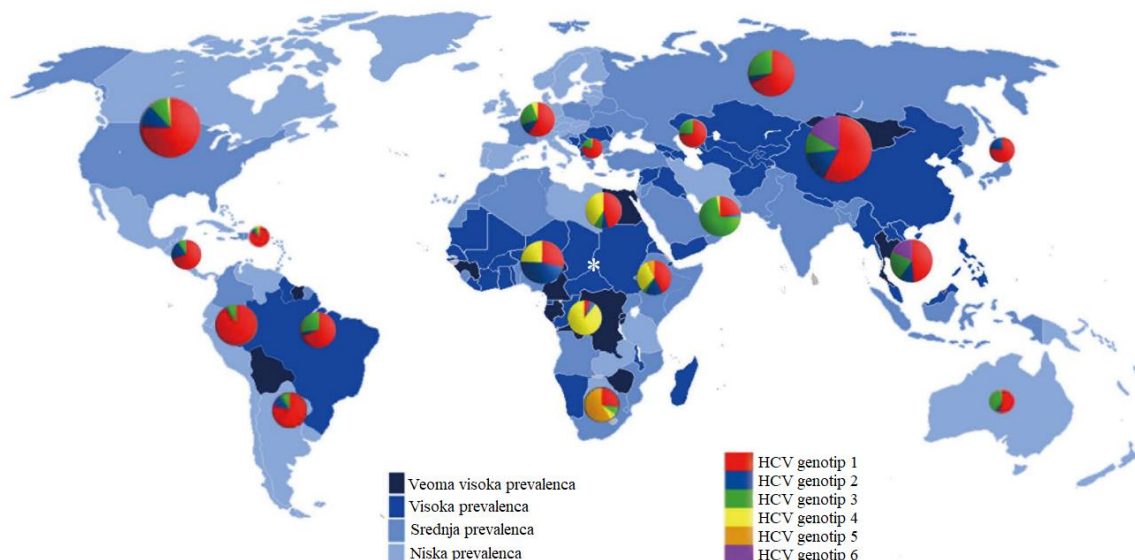 *
Veoma visoka prevalenca
Visoka prevalenca
Srednja prevalenca
Niska prevalenca
HCV genotip 1
HCV genotip 2
HCV genotip 3
HCV genotip 4
HCV genotip 5
HCV genotip 6